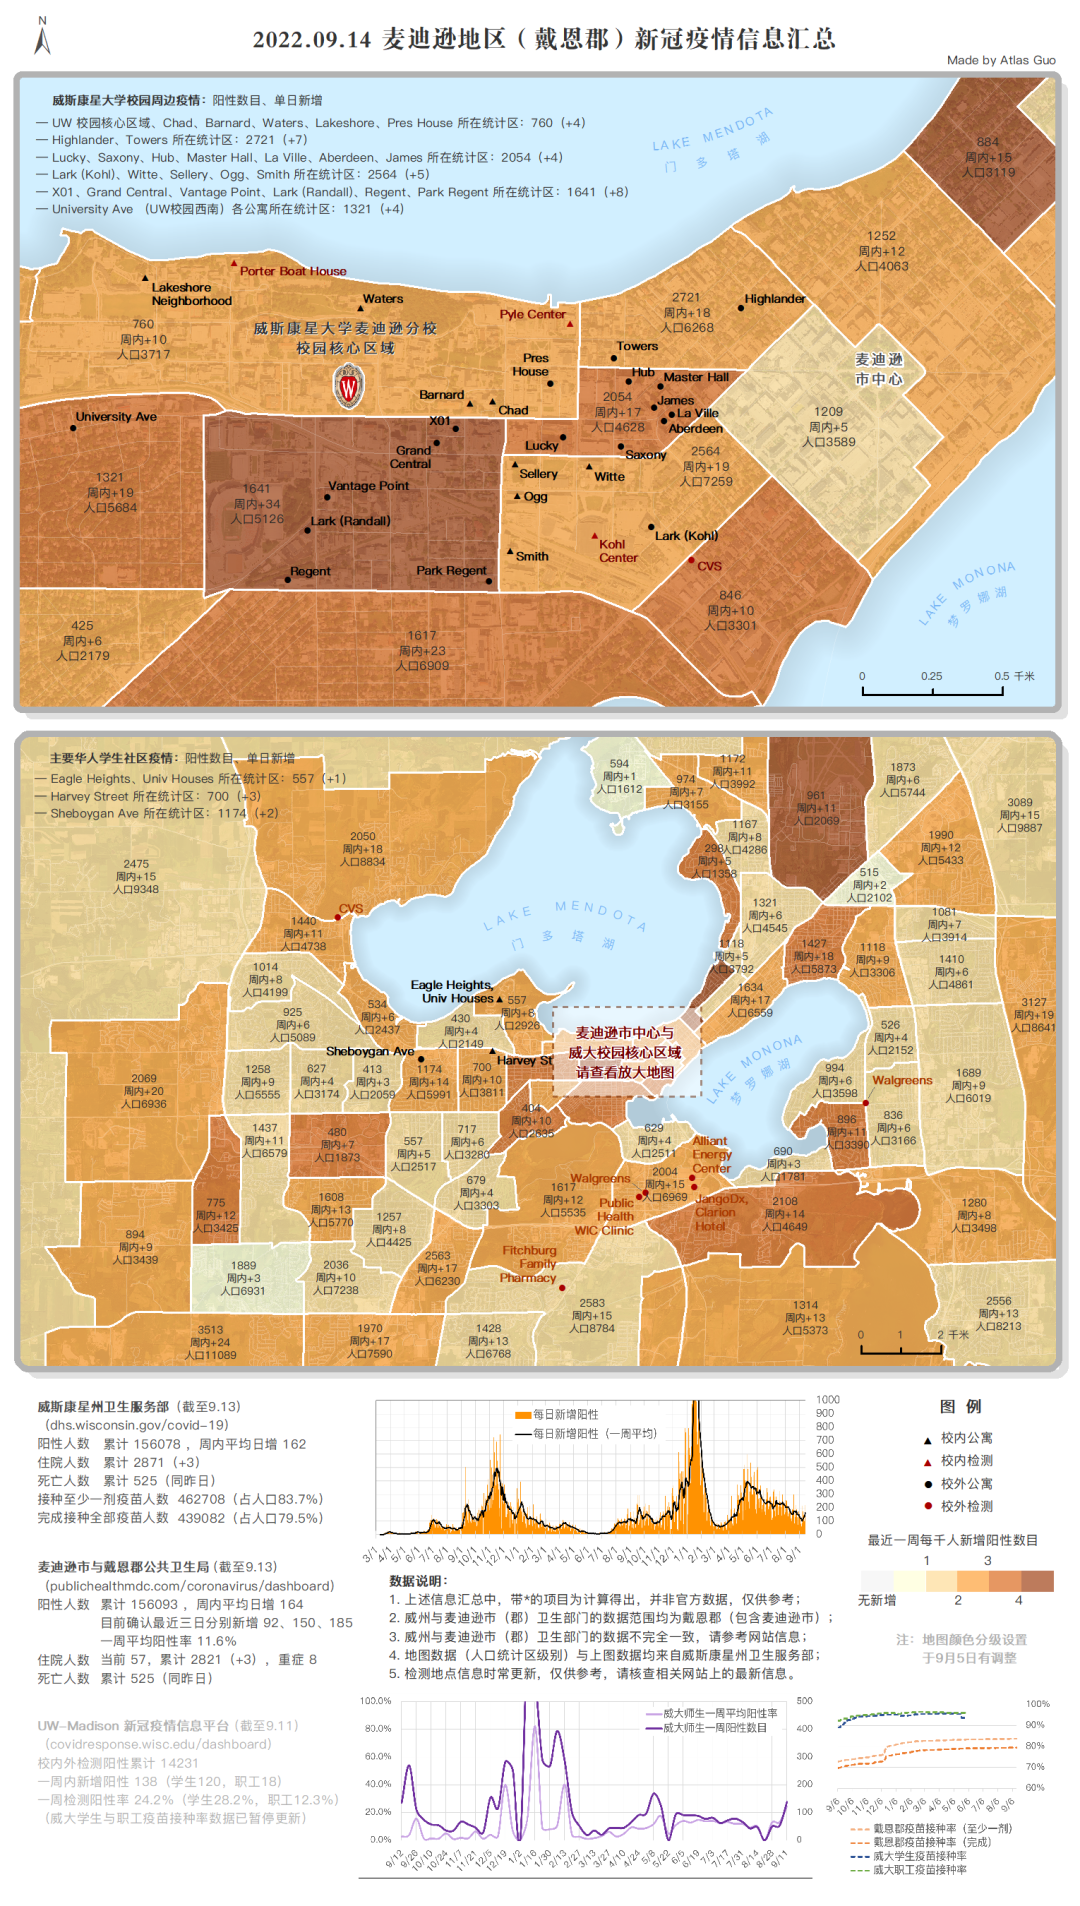 N
2022.09.14 麦迪逊地区（戴恩郡）新冠疫情信息汇总
Made by Atlas Guo
威斯康星大学校园周边疫情：阳性数目、单日新增
— UW 校园核心区域、Chad、Barnard、Waters、Lakeshore、Pres House 所在统计区：760（+4）
— Highlander、Towers 所在统计区：2721（+7）
— Lucky、Saxony、Hub、Master Hall、La Ville、Aberdeen、James 所在统计区：2054（+4）
— Lark (Kohl)、Witte、Sellery、Ogg、Smith 所在统计区：2564（+5）
— X01、Grand Central、Vantage Point、Lark (Randall)、Regent、Park Regent 所在统计区：1641（+8）
— University Ave （UW校园西南）各公寓所在统计区：1321（+4）
LAKE MENDOTA
门 多 塔 湖
884
周内+15
人口3119
1252
周内+12
人口4063
Porter Boat House
Lakeshore
Neighborhood
Waters
760
周内+10
人口3717
威斯康星大学麦迪逊分校
校园核心区域
W
Pyle Center
2721
周内+18
人口6268
Highlander
Towers
Pres
House
Hub
Master Hall
2054
周内+17
人口4628
James
La Ville
Aberdeen
麦迪逊
市中心
1209
周内+5
人口3589
Barnard
Chad
University Ave
X01
Grand
Central
Lucky
Saxony
2564
周内+19
人口7259
Sellery
Witte
Ogg
1321
周内+19
人口5684
1641
周内+34
人口5126
Vantage Point
Lark (Randall)
Lark (Kohl)
Kohl
Center
Smith
CVS
Regent
Park Regent
846
周内+10
人口3301
LAKE MONONA
梦 罗 娜 湖
425
周内+6
人口2179
1617
周内+23
人口6909
0 0.25 0.5 千米
主要华人学生社区疫情：阳性数目、单日新增
— Eagle Heights、Univ Houses 所在统计区：557（+1）
— Harvey Street 所在统计区：700（+3）
— Sheboygan Ave 所在统计区：1174（+2）
594
周内+1
人口1612
974
周内+7
人口3155
1172
周内+11
人口3992
961
周内+11
人口2069
1873
周内+6
人口5744
3089
周内+15
人口9887
2475
周内+15
人口9348
2050
周内+18
人口8834
1167
周内+8
人口4286
298
周内+5
人口1358
1990
周内+12
人口5433
515
周内+2
人口2102
CVS
1440
周内+11
人口4738
LAKE MENDOTA
门 多 塔 湖
1321
周内+6
人口4545
1118
周内+5
人口3792
1427
周内+18
人口5873
1118
周内+9
人口3306
1081
周内+7
人口3914
1410
周内+6
人口4861
1014
周内+8
人口4199
Eagle Heights,
Univ Houses
557
周内+8
人口2926
534
周内+6
人口2437
430
周内+4
人口2149
1634
周内+17
人口6559
3127
周内+19
人口8641
925
周内+6
人口5089
麦迪逊市中心与
威大校园核心区域
请查看放大地图
LAKE MONONA
梦 罗 娜 湖
526
周内+4
人口2152
Sheboygan Ave
Harvey St
2069
周内+20
人口6936
1258
周内+9
人口5555
627
周内+4
人口3174
413
周内+3
人口2059
1174
周内+14
人口5991
700
周内+10
人口3811
994
周内+6
人口3598
Walgreens
1689
周内+9
人口6019
404
周内+10
人口2835
896
周内+11
人口3390
836
周内+6
人口3166
1437
周内+11
人口6579
480
周内+7
人口1873
557
周内+5
人口2517
717
周内+6
人口3280
629
周内+4
人口2511
Alliant
Energy
Center
690
周内+3
人口1781
Walgreens
2004
周内+15
人口6969
679
周内+4
人口3303
1617
周内+12
人口5535
Public
Health
WIC Clinic
JangoDx,
Clarion
Hotel
2108
周内+14
人口4649
1280
周内+8
人口3498
775
周内+12
人口3425
1608
周内+13
人口5770
1257
周内+8
人口4425
894
周内+9
人口3439
1889
周内+3
人口6931
2036
周内+10
人口7238
2563
周内+17
人口6230
Fitchburg
Family
Pharmacy
2583
周内+15
人口8784
1314
周内+13
人口5373
2556
周内+13
人口8213
3513
周内+24
人口11089
1970
周内+17
人口7590
1428
周内+13
人口6768
0 1 2 千米
威斯康星州卫生服务部（截至9.13）
（dhs.wisconsin.gov/covid-19）
阳性人数 累计 156078 ，周内平均日增 162
住院人数 累计 2871（+3）
死亡人数 累计 525（同昨日）
接种至少一剂疫苗人数 462708（占人口83.7%）
完成接种全部疫苗人数 439082（占人口79.5%）
麦迪逊市与戴恩郡公共卫生局（截至9.13）
（publichealthmdc.com/coronavirus/dashboard）
阳性人数 累计 156093 ，周内平均日增 164
目前确认最近三日分别新增 92、150、185
一周平均阳性率 11.6%
住院人数 当前 57，累计 2821（+3），重症 8
死亡人数 累计 525（同昨日）
UW-Madison 新冠疫情信息平台（截至9.11）
（covidresponse.wisc.edu/dashboard）
校内外检测阳性累计 14231
一周内新增阳性 138（学生120，职工18）
一周检测阳性率 24.2%（学生28.2%，职工12.3%）
（威大学生与职工疫苗接种率数据已暂停更新）
每日新增阳性
每日新增阳性（一周平均）
1000
900
800
700
600
500
400
300
200
100
0
3/1 4/1 5/1 6/1 7/1 8/1 9/1 10/1 11/1 12/1 1/1 2/1 3/1 4/1 5/1 6/1 7/1 8/1 9/1 10/1 11/1 12/1 1/1 2/1 3/1 4/1 5/1 6/1 7/1 8/1 9/1
数据说明：
1. 上述信息汇总中，带*的项目为计算得出，并非官方数据，仅供参考；
2. 威州与麦迪逊市（郡）卫生部门的数据范围均为戴恩郡（包含麦迪逊市）；
3. 威州与麦迪逊市（郡）卫生部门的数据不完全一致，请参考网站信息；
4. 地图数据（人口统计区级别）与上图数据均来自威斯康星州卫生服务部；
5. 检测地点信息时常更新，仅供参考，请核查相关网站上的最新信息。
100.0%
80.0%
60.0%
40.0%
20.0%
0.0%
威大师生一周平均阳性率
威大师生一周阳性数目
500
400
300
200
100
0
9/12 9/26 10/10 10/24 11/7 11/21 12/5 12/19 1/2 1/16 1/30 2/13 2/27 3/13 3/27 4/10 4/24 5/8 5/22 6/5 6/19 7/3 7/17 7/31 8/14 8/28 9/11
图 例
校内公寓
校内检测
校外公寓
校外检测
最近一周每千人新增阳性数目
1 3
无新增 2 4
注：地图颜色分级设置
于9月5日有调整
100%
90%
80%
70%
60%
9/6 10/6 11/6 12/6 1/6 2/6 3/6 4/6 5/6 6/6 7/6 8/6 9/6
戴恩郡疫苗接种率（至少一剂）
戴恩郡疫苗接种率（完成）
威大学生疫苗接种率
威大职工疫苗接种率